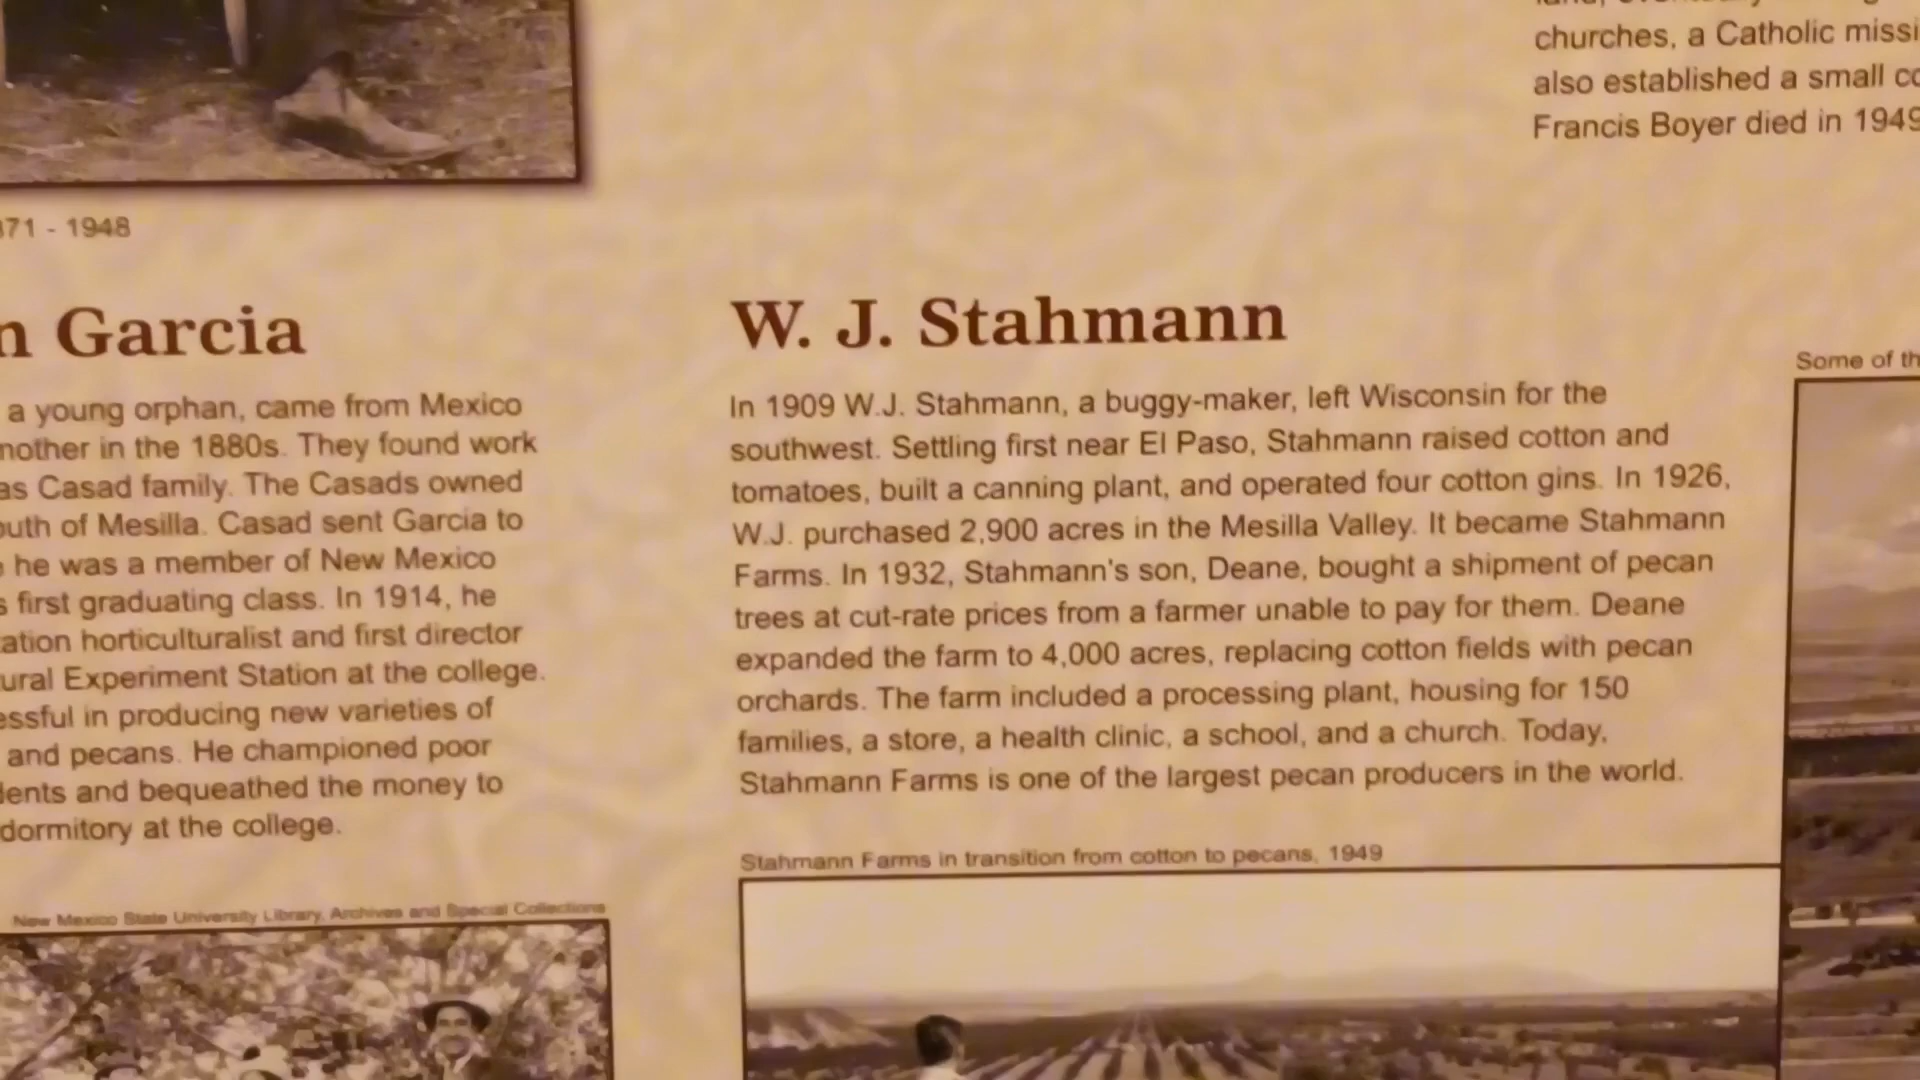 churches, a Catholic
also established a small
Francis Boyer died in 1949
71 - 1948
Garcia
a young orphan, came from Mexico
in the 1880s. They found work
as Casad family. The Casads owned
of Mesilla. Casad sent Garcia to
he was a member of New Mexico
first graduating class. In 1914, he
horticulturalist and first director
Experiment Station at the college.
in producing new varieties of
and pecans. He championed poor
and bequeathed the money to
dormitory at the college.
New Mexico State University Library, Archives and Special Collections
W. J. Stahmann
In 1909 W.J. Stahmann, a buggy-maker, left Wisconsin for the
southwest. Settling first near El Paso, Stahmann raised cotton and
tomatoes, built a canning plant, and operated four cotton gins. In 1926,
W.J. purchased 2,900 acres in the Mesilla Valley. It became Stahmann
Farms. In 1932, Stahmann's son, Deane, bought a shipment of pecan
trees at cut-rate prices from a farmer unable to pay for them. Deane
expanded the farm to 4,000 acres, replacing cotton fields with pecan
orchards. The farm included a processing plant, housing for 150
families, a store, a health clinic, a school, and a church. Today,
Stahmann Farms is one of the largest pecan producers in the world.
Stahmann Farms in transition from cotton to pecans, 1949
Some of